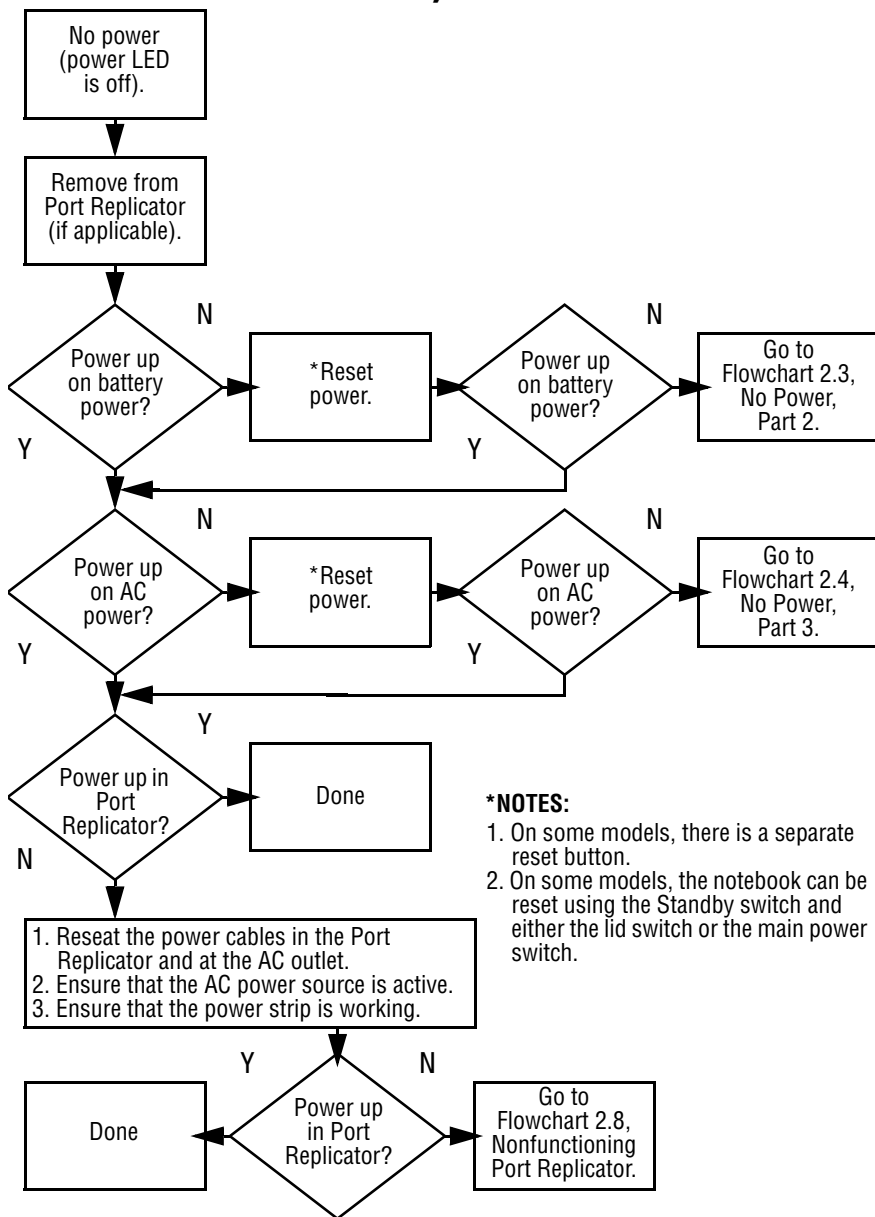 No power
(power LED
is off).
Remove from
Port Replicator
(if applicable).
N
N
Power up
on battery
power?
*Reset
power.
Power up
on battery
power?
Go to
Flowchart 2.3,
No Power,
Part 2.
Y
Y
N
N
Power up
on AC
power?
*Reset
power.
Power up
on AC
power?
Go to
Flowchart 2.4,
No Power,
Part 3.
Y
Y
Y
Power up in
Port
Replicator?
Done
N
*NOTES:
1. On some models, there is a separate
reset button.
2. On some models, the notebook can be
reset using the Standby switch and
either the lid switch or the main power
switch.
1. Reseat the power cables in the Port
Replicator and at the AC outlet.
2. Ensure that the AC power source is active.
3. Ensure that the power strip is working.
Y
N
Done
Power up
in Port
Replicator?
Go to
Flowchart 2.8,
Nonfunctioning
Port Replicator.